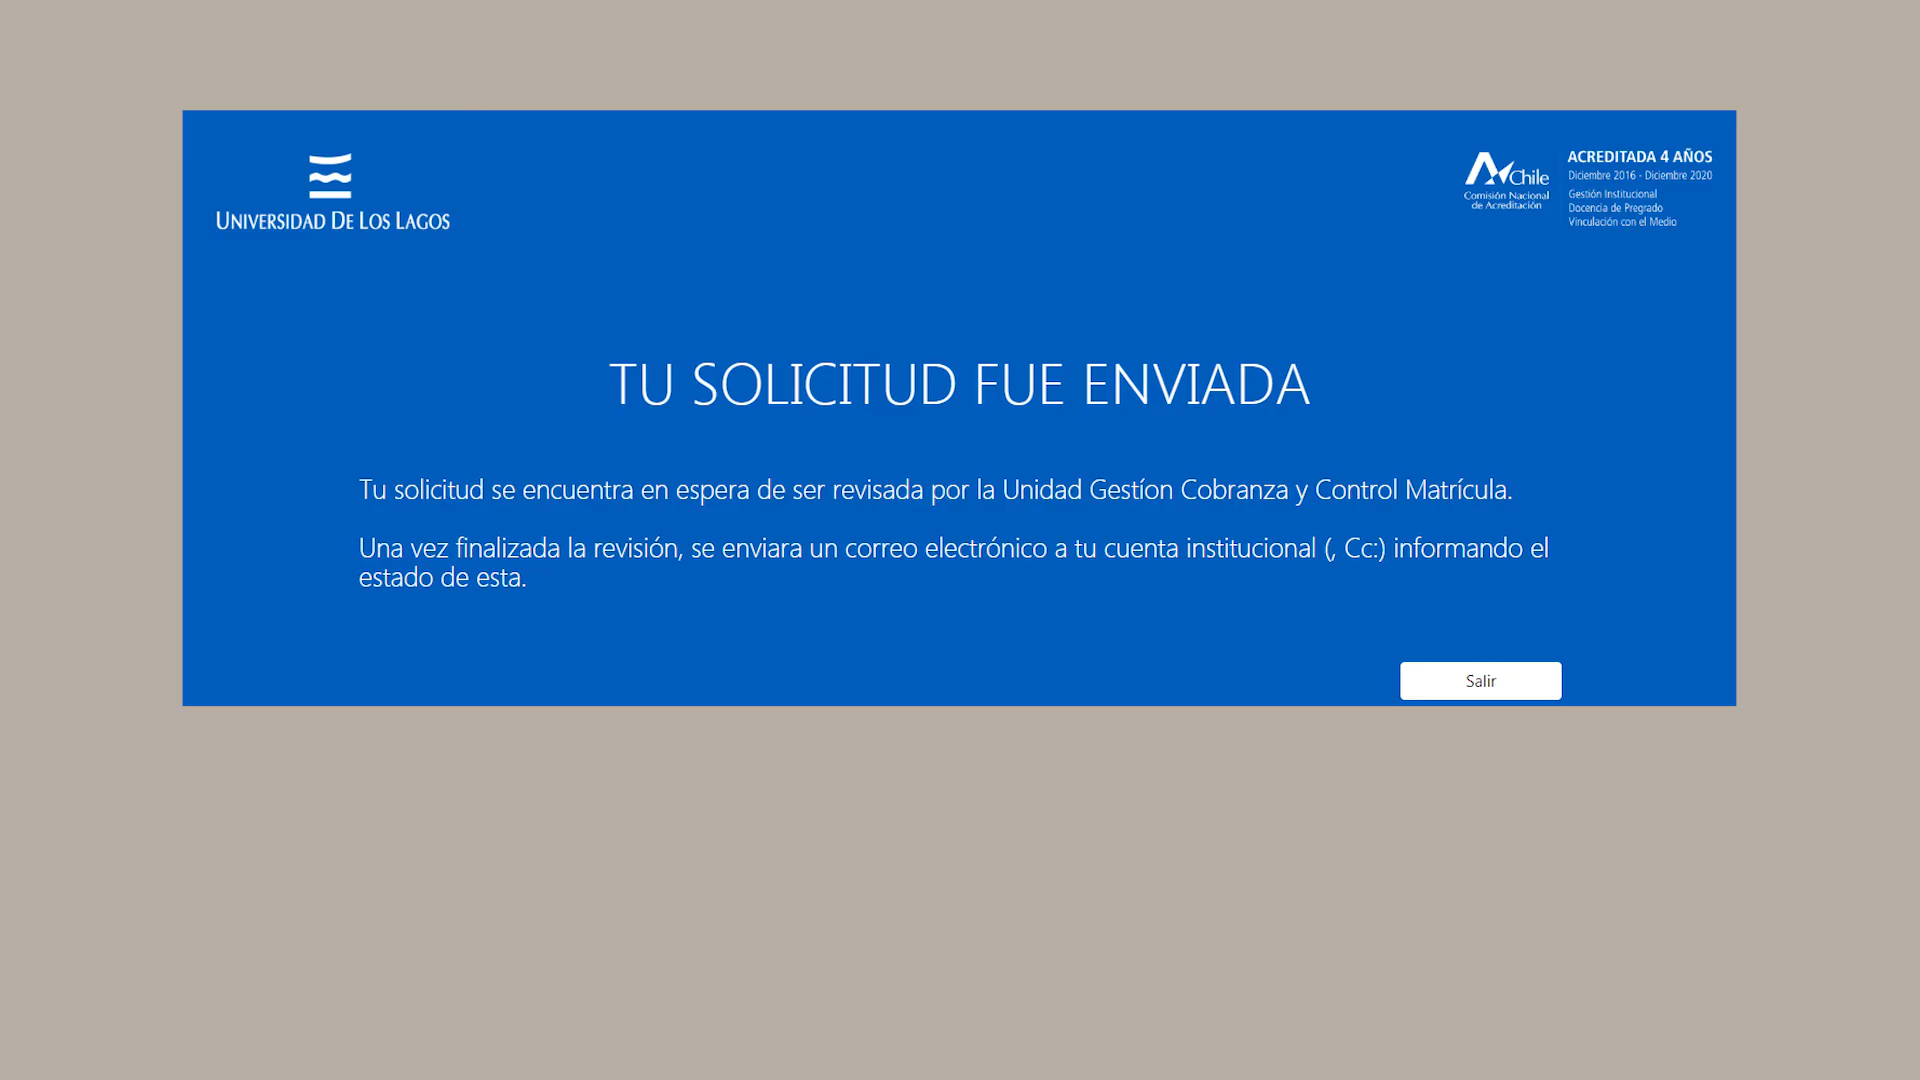 UNIVERSIDAD DE LOS LAGOS
Chile
Comisión Nacional
de Acreditación
ACREDITADA 4 AÑOS
Diciembre 2016 - Diciembre 2020
Gestión Institucional
Docencia de Pregrado
Vinculación con el Medio
TU SOLICITUD FUE ENVIADA
Tu solicitud se encuentra en espera de ser revisada por la Unidad Gestíon Cobranza y Control Matrícula.
Una vez finalizada la revisión, se enviara un correo electrónico a tu cuenta institucional (, Cc:) informando el
estado de esta.
Salir